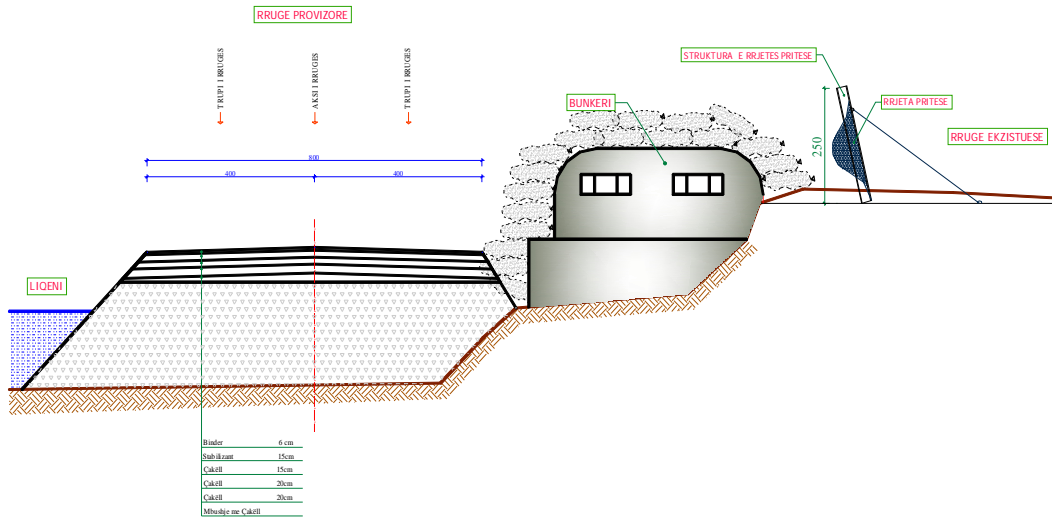 RRUGE PROVIZORE
TRUPI I RRUGES
AKSI I RRUGES
TRUPI I RRUGES
STRUKTURA E RRJETES PRITESE
BUNKERI
RRJETA PRITESE
RRUGE EKZISTUESE
250
800
400
400
LIQENI
Binder 6 cm
Stabilizant 15cm
Çakëll 15cm
Çakëll 20cm
Çakëll 20cm
Mbushje me Çakëll